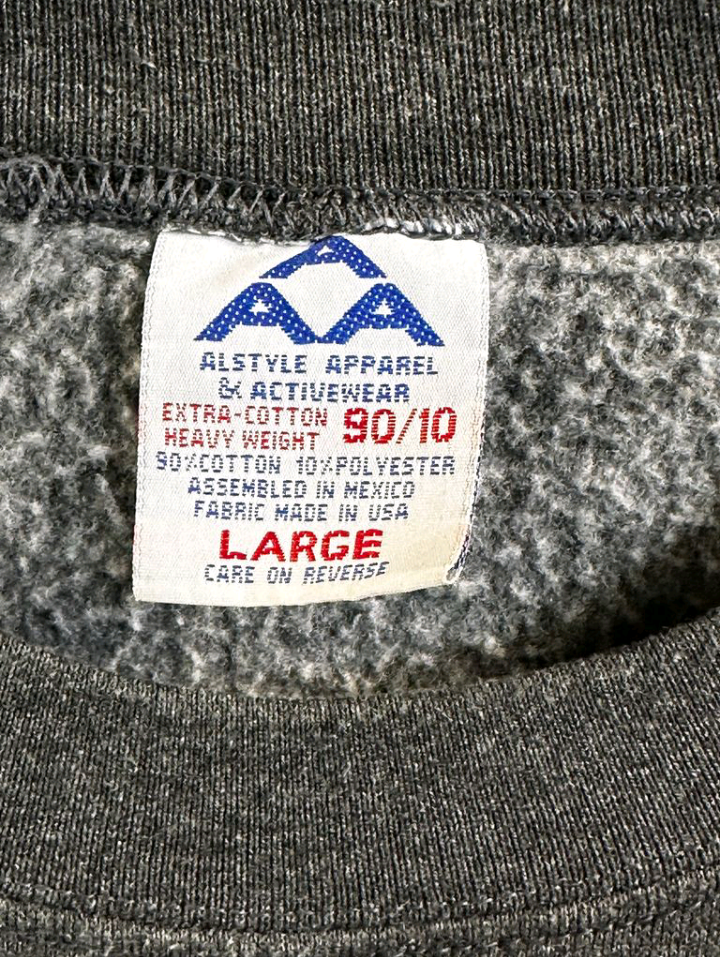 A
AA
ALSTYLE APPAREL
& ACTIVEWEAR
EXTRA-COTTON 90/10
HEAVY WEIGHT
90%COTTON 10%POLYESTER
ASSEMBLED IN MEXICO
FABRIC MADE IN USA
LARGE
CARE ON REVERSE